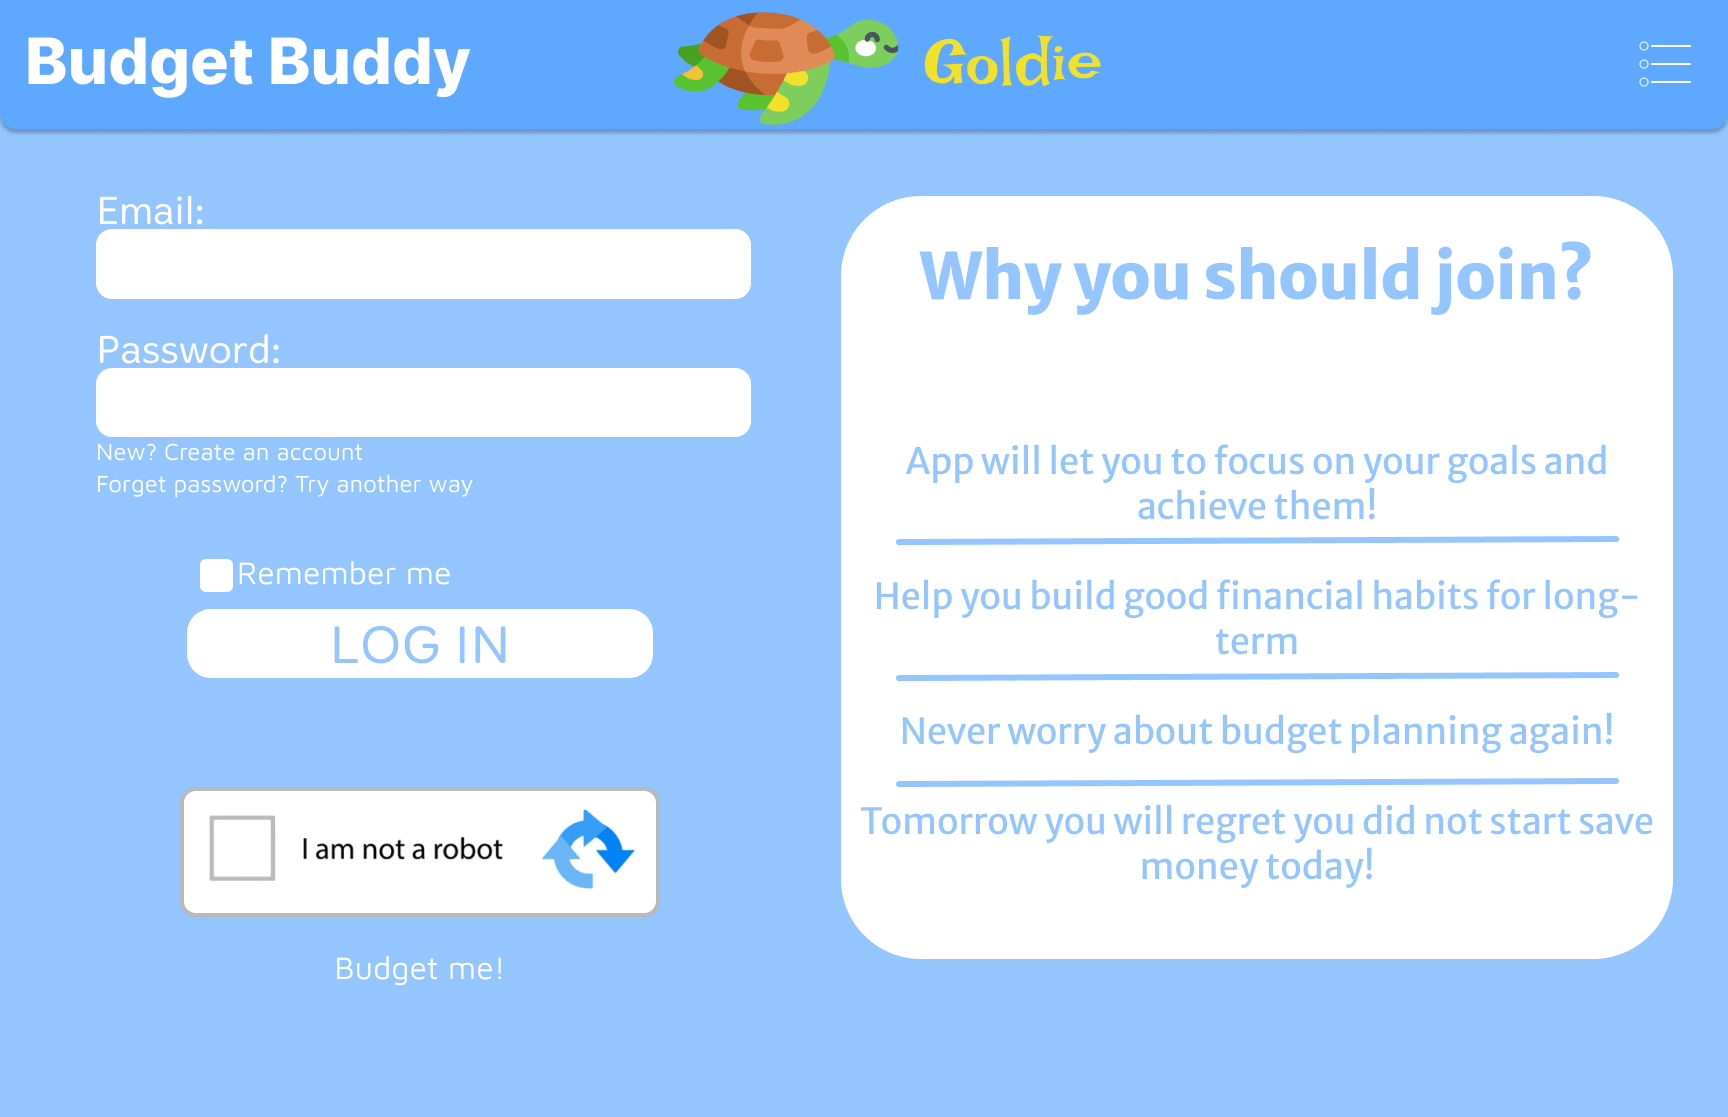 Budget Buddy
Goldie
Email:
Password:
New? Create an account
Forget password? Try another way
Remember me
LOG IN
I am not a robot
Budget me!
Why you should join?
App will let you to focus on your goals and
achieve them!
Help you build good financial habits for long-
term
Never worry about budget planning again!
Tomorrow you will regret you did not start save
money today!